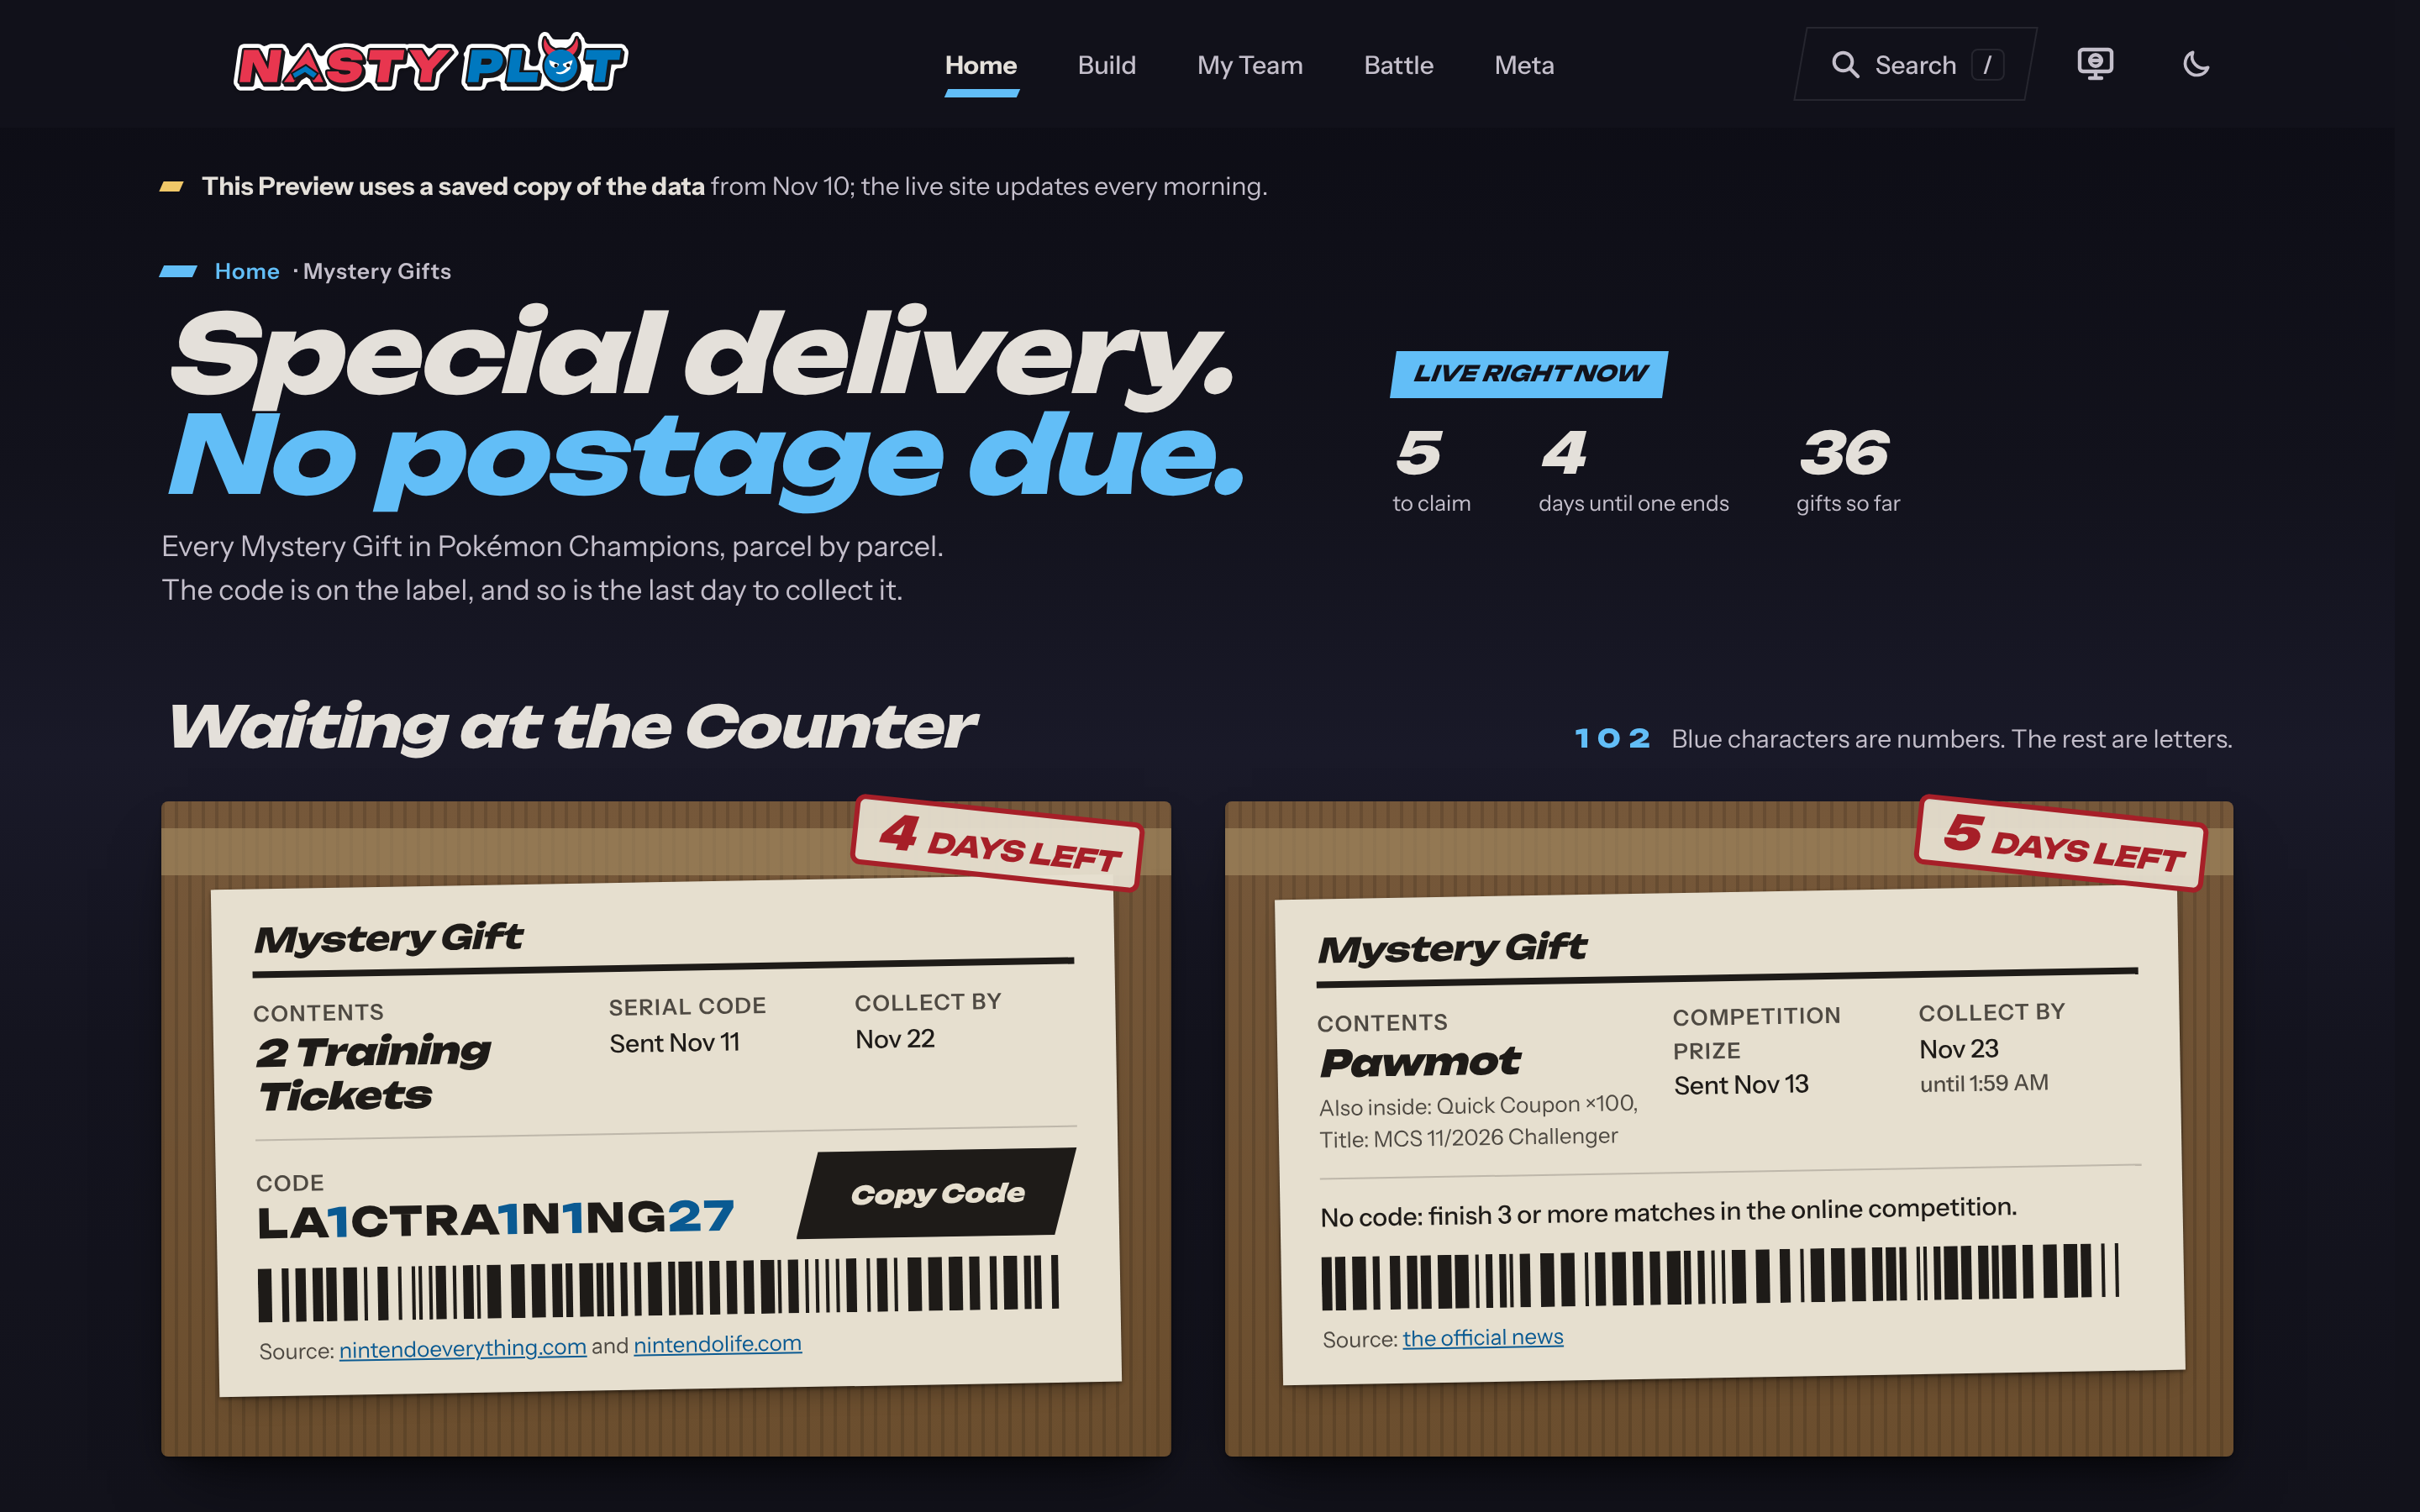 NASTY PLOT
Home
Build
My Team
Battle
Meta
Search /
This Preview uses a saved copy of the data from Nov 10; the live site updates every morning.
Home · Mystery Gifts
Special delivery.
No postage due.
Every Mystery Gift in Pokémon Champions, parcel by parcel.
The code is on the label, and so is the last day to collect it.
LIVE RIGHT NOW
5
to claim
4
days until one ends
36
gifts so far
Waiting at the Counter
102 Blue characters are numbers. The rest are letters.
4 DAYS LEFT
Mystery Gift
CONTENTS
2 Training
Tickets
SERIAL CODE
Sent Nov 11
COLLECT BY
Nov 22
CODE
LA1CTRA1N1NG27
Copy Code
Source: nintendoeverything.com and nintendolife.com
5 DAYS LEFT
Mystery Gift
CONTENTS
Pawmot
Also inside: Quick Coupon ×100,
Title: MCS 11/2026 Challenger
COMPETITION
PRIZE
Sent Nov 13
COLLECT BY
Nov 23
until 1:59 AM
No code: finish 3 or more matches in the online competition.
Source: the official news